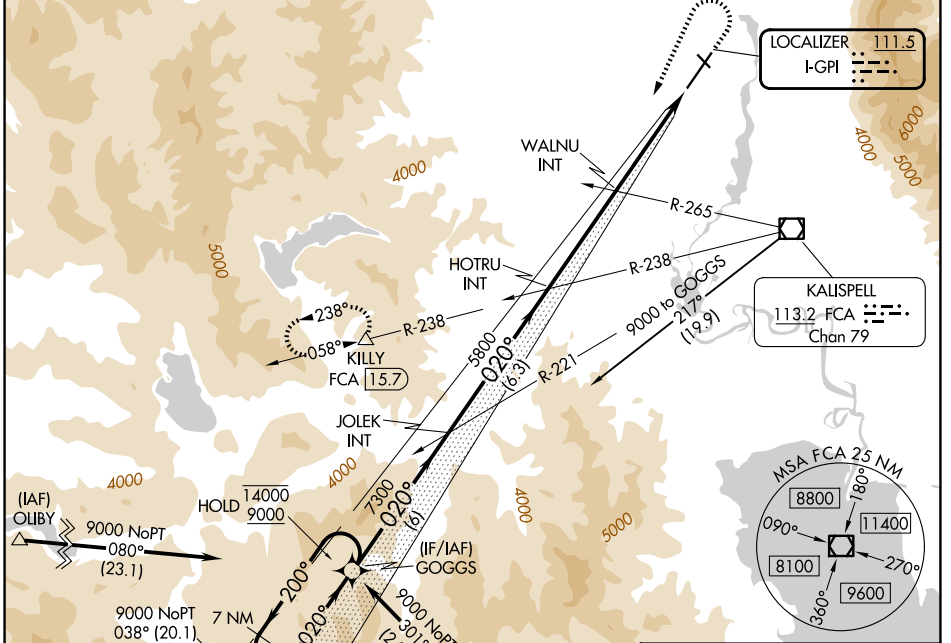 LOCALIZER 111.5
I-GPI
6000
4000
5000
4000
WALNU
INT
R-265
5000
HOTRU
INT
R-238
KALISPELL
113.2 FCA
Chan 79
238°
R-238
058°
KILLY
FCA 15.7
9000 to GOGGS
217°
(19.9)
5800
020°
(6.3)
R-221
JOLEK
INT
MSA FCA 25 NM
8800
180°
090°
11400
8100
270°
9600
360°
4000
4000
4000
5000
(IAF)
OLIBY
9000 NoPT
080°
(23.1)
HOLD 14000
9000
7300
020°
(6)
(IF/IAF)
GOGGS
200°
9000 NoPT
038° (20.1)
7 NM
020°
9000 NoPT